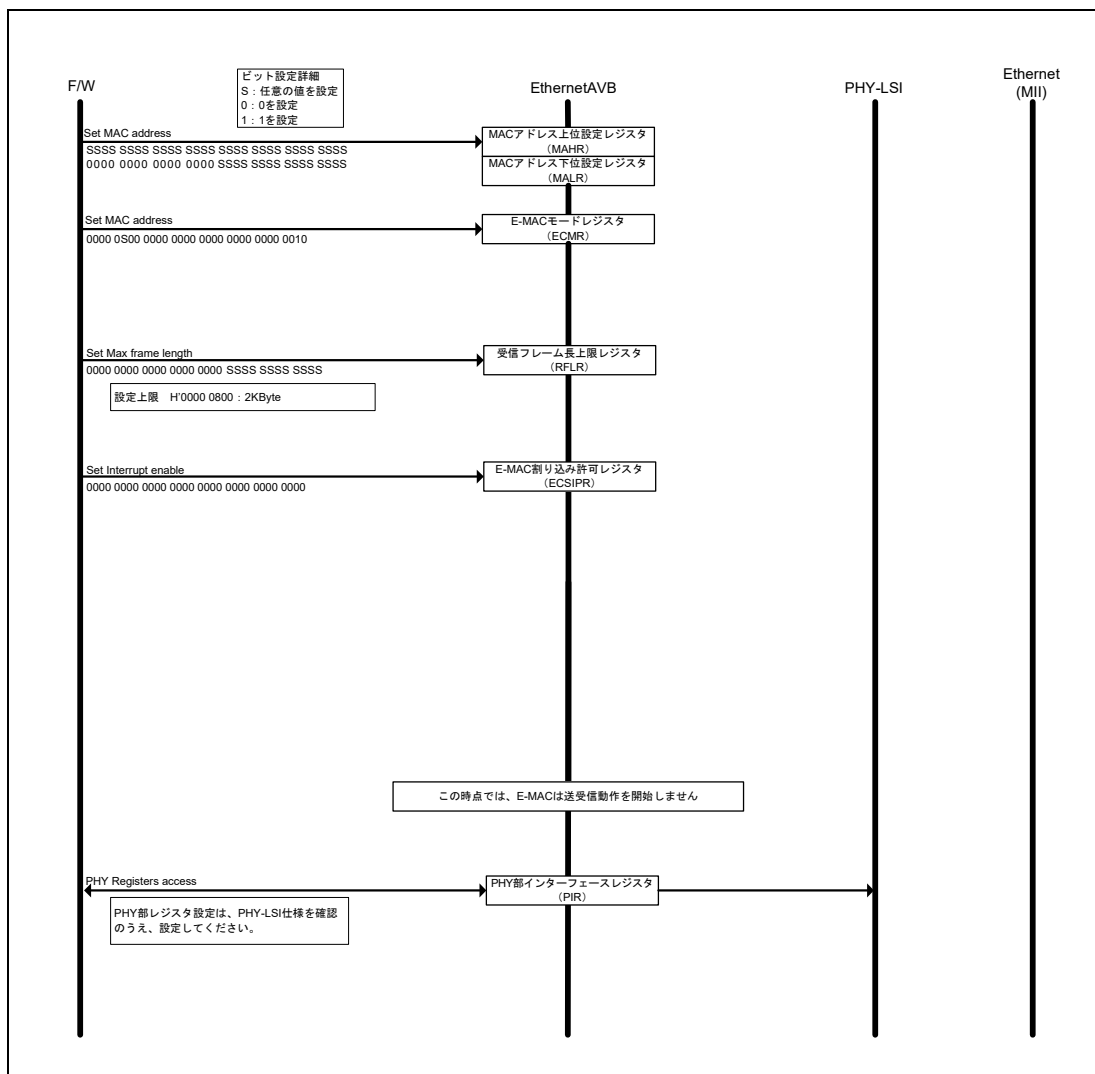 F/W
ビット設定詳細
S：任意の値を設定
0：0を設定
1：1を設定
EthernetAVB
PHY-LSI
Ethernet
(MII)
Set MAC address
SSSS SSSS SSSS SSSS SSSS SSSS SSSS SSSS
0000 0000 0000 0000 SSSS SSSS SSSS SSSS
MACアドレス上位設定レジスタ
（MAHR）
MACアドレス下位設定レジスタ
（MALR）
Set MAC address
0000 0S00 0000 0000 0000 0000 0000 0010
E-MACモードレジスタ
（ECMR）
Set Max frame length
0000 0000 0000 0000 0000 SSSS SSSS SSSS
受信フレーム長上限レジスタ
（RFLR）
設定上限　H'0000 0800：2KByte
Set Interrupt enable
0000 0000 0000 0000 0000 0000 0000 0000
E-MAC割り込み許可レジスタ
（ECSIPR）
この時点では、E-MACは送受信動作を開始しません
PHY Registers access
PHY部インターフェースレジスタ
（PIR）
PHY部レジスタ設定は、PHY-LSI仕様を確認
のうえ、設定してください。